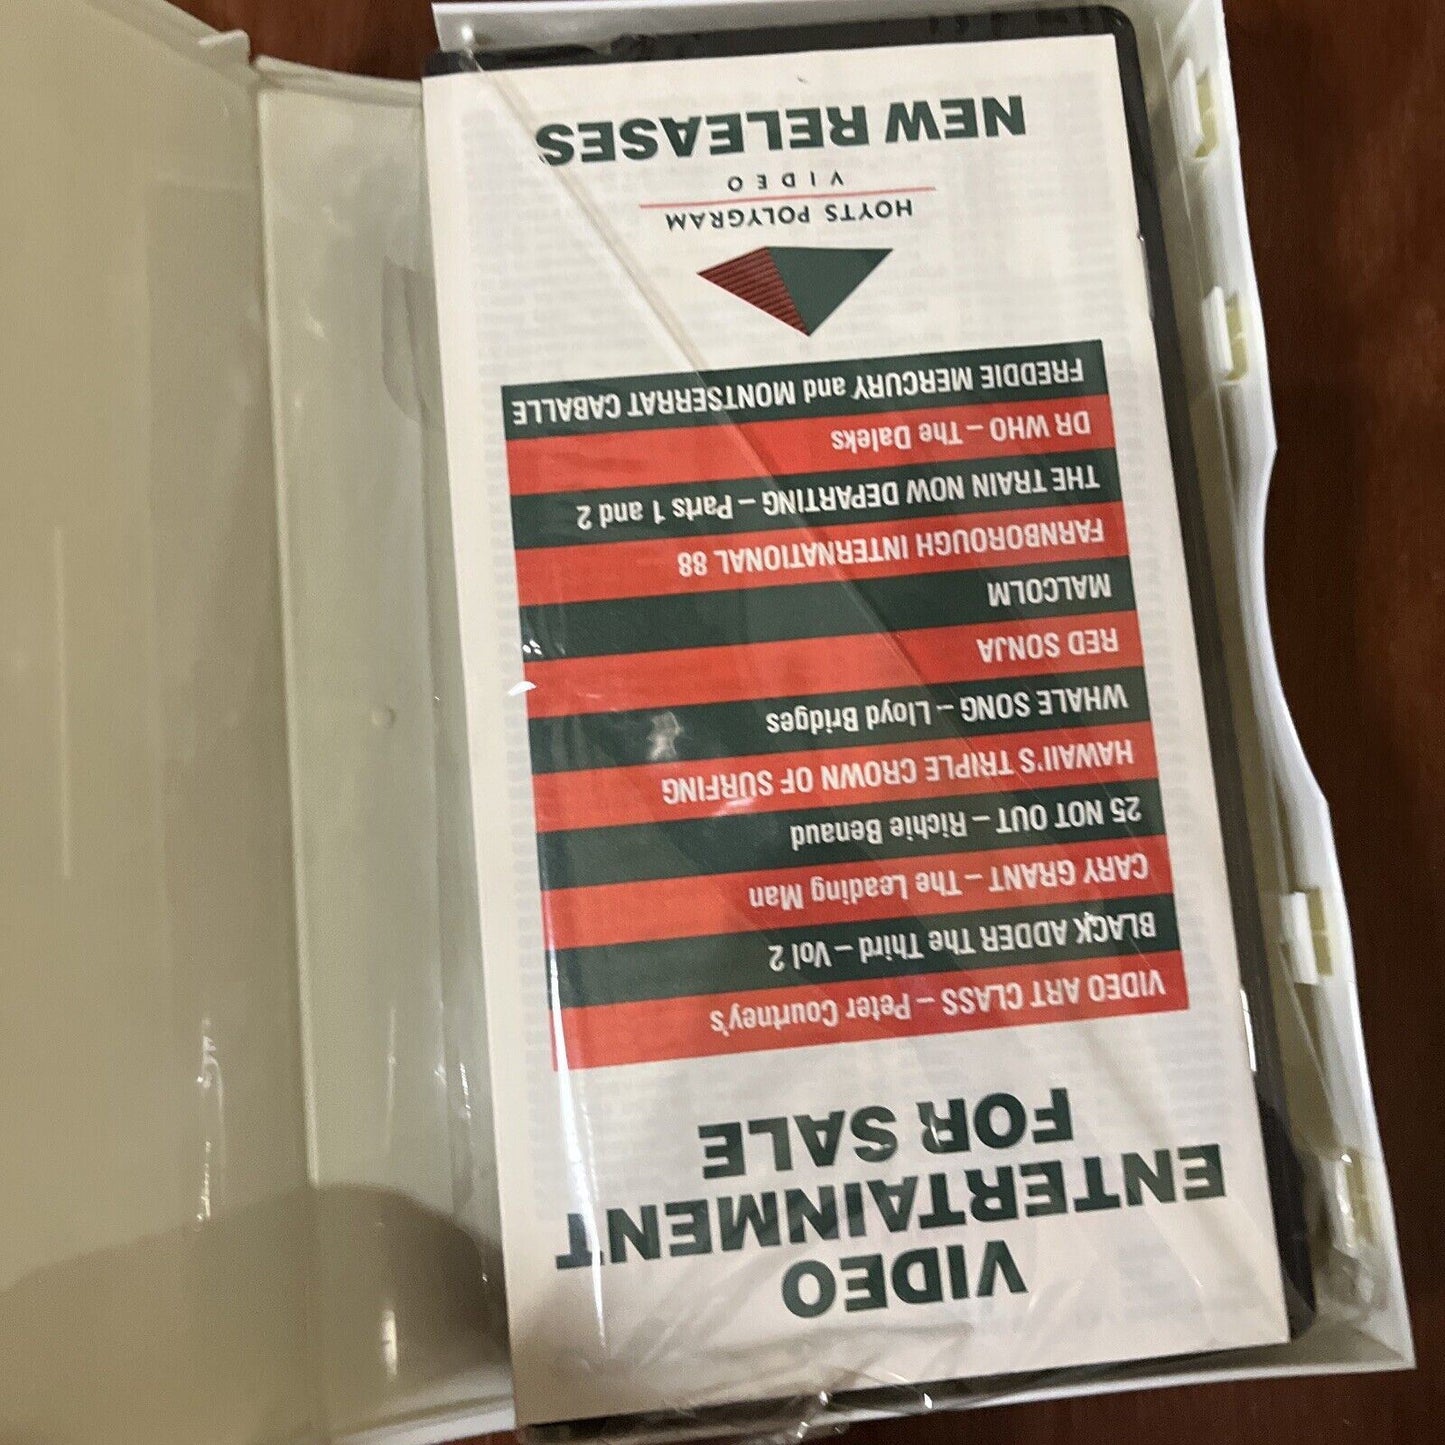 VIDEO
ENTERTAINMENT
FOR SALE
VIDEO ART CLASS – Peter Courtney's
BLACK ADDER The Third – Vol 2
CARY GRANT – The Leading Man
25 NOT OUT – Richie Benaud
HAWAII'S TRIPLE CROWN OF SURFING
WHALE SONG – Lloyd Bridges
RED SONJA
MALCOLM
FARNBOROUGH INTERNATIONAL 88
THE TRAIN NOW DEPARTING – Parts 1 and 2
DR WHO – The Daleks
FREDDIE MERCURY and MONTSERRAT CABALLE
HOYTS POLYGRAM
VIDEO
NEW RELEASES